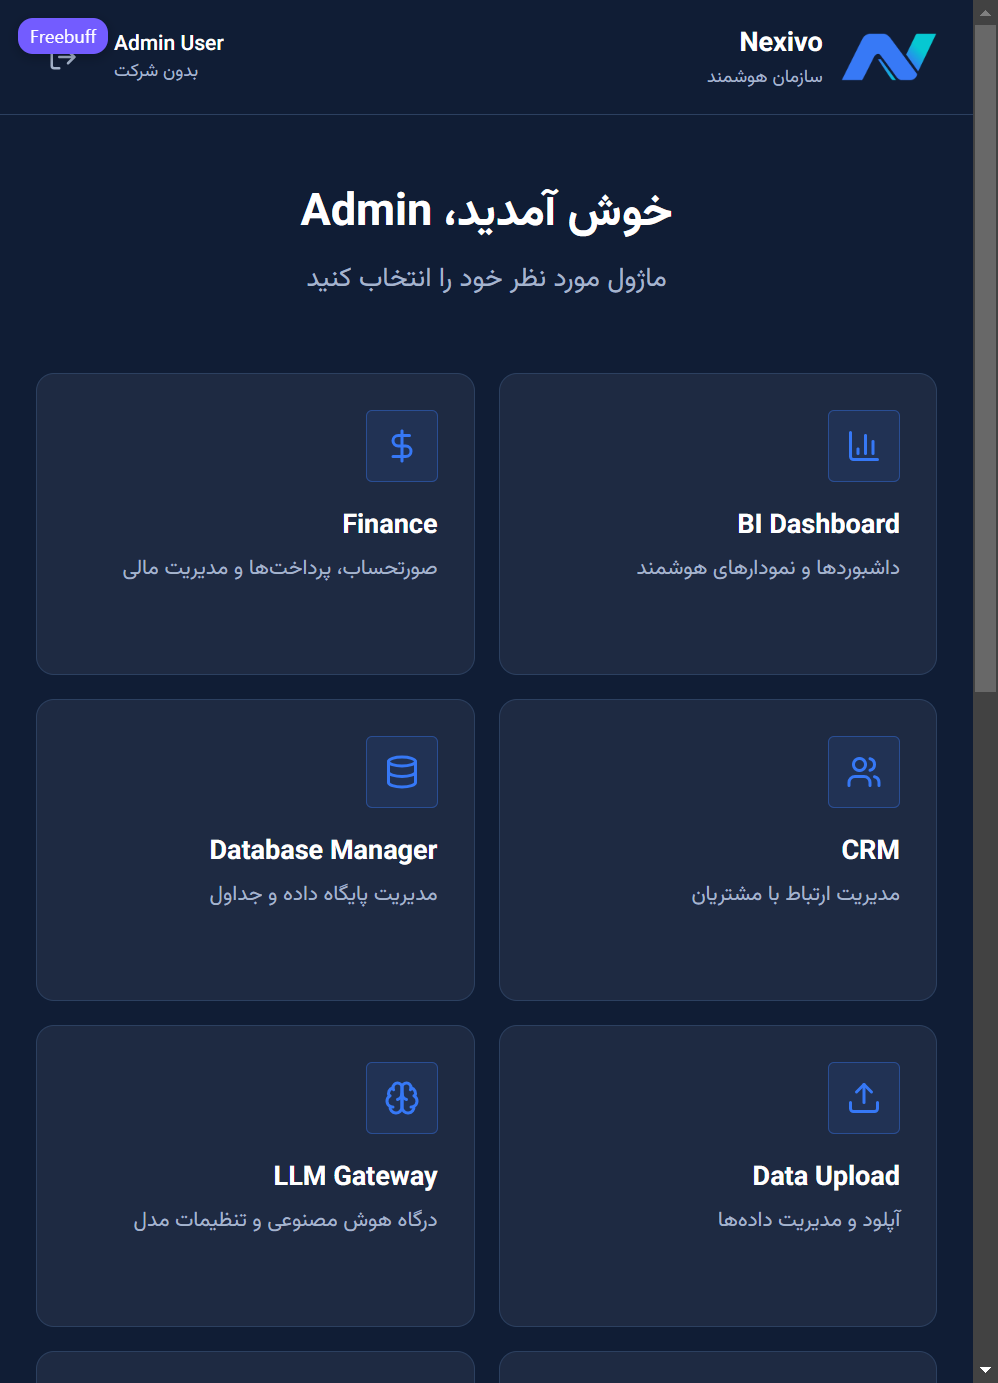 Nexivo
سازمان هوشمند
Freebuff
Admin User
بدون شرکت
خوش آمدید، Admin
ماژول مورد نظر خود را انتخاب کنید
BI Dashboard
داشبوردها و نمودارهای هوشمند
Finance
صورتحساب، پرداخت‌ها و مدیریت مالی
CRM
مدیریت ارتباط با مشتریان
Database Manager
مدیریت پایگاه داده و جداول
Data Upload
آپلود و مدیریت داده‌ها
LLM Gateway
درگاه هوش مصنوعی و تنظیمات مدل